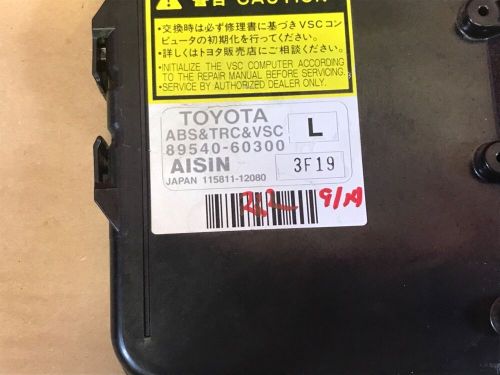 CAUTION
・交換時は必ず修理書に基づきVSCコン
ピュータの初期化を行ってください。
・詳しくはトヨタ販売店にご相談ください。
・INITIALIZE THE VSC COMPUTER ACCORDING
TO THE REPAIR MANUAL BEFORE SERVICING.
・SERVICE BY AUTHORIZED DEALER ONLY.
TOYOTA
ABS&TRC&VSC
L
89540-60300
AISIN
3F19
JAPAN 115811-12080